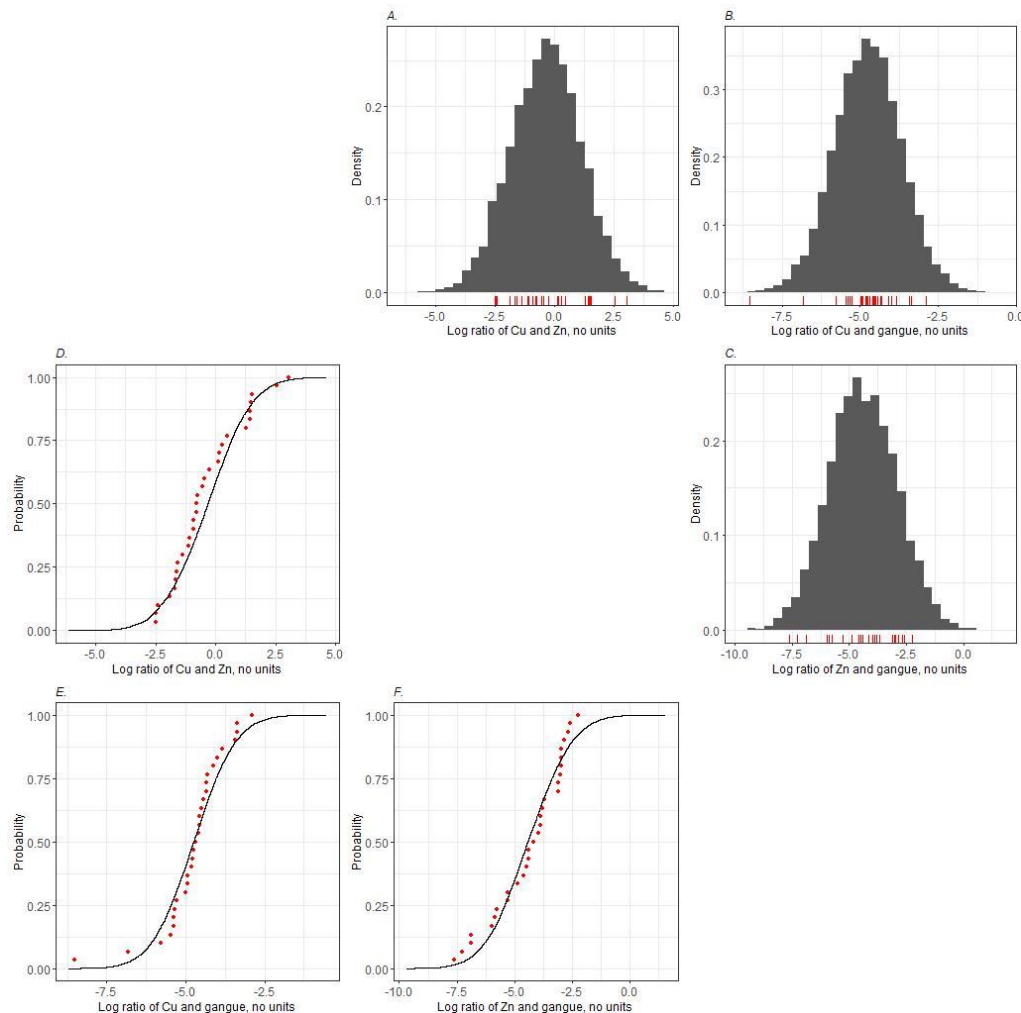 A.
B.
Density
0.2
0.1
0.0
-5.0
-2.5
0.0
2.5
5.0
Log ratio of Cu and Zn, no units
Density
0.3
0.2
0.1
0.0
-7.5
-5.0
-2.5
0.0
Log ratio of Cu and gangue, no units
D.
C.
Probability
1.00
0.75
0.50
0.25
0.00
-5.0
-2.5
0.0
2.5
5.0
Log ratio of Cu and Zn, no units
Density
0.2
0.1
0.0
-10.0
-7.5
-5.0
-2.5
0.0
Log ratio of Zn and gangue, no units
E.
F.
Probability
1.00
0.75
0.50
0.25
0.00
-7.5
-5.0
-2.5
Log ratio of Cu and gangue, no units
Probability
1.00
0.75
0.50
0.25
0.00
-10.0
-7.5
-5.0
-2.5
0.0
Log ratio of Zn and gangue, no units